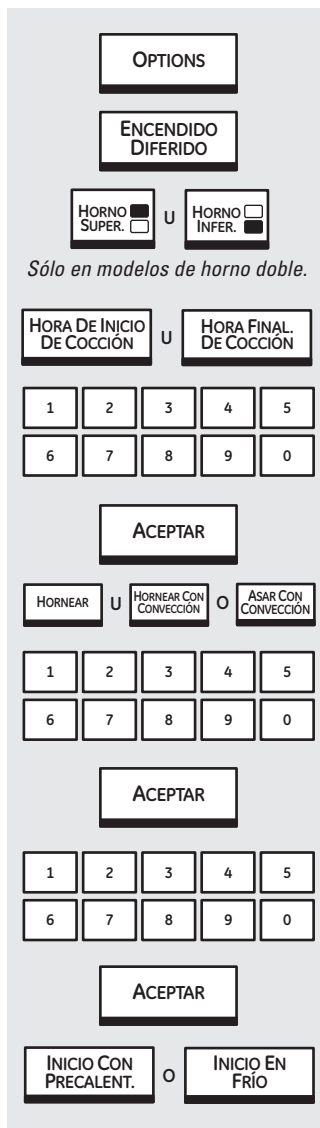 OPTIONS
ENCENDIDO
DIFERIDO
HORNO
SUPER.
U
HORNO
INFER.
Sólo en modelos de horno doble.
HORA DE INICIO
DE COCCIÓN
U
HORA FINAL.
DE COCCIÓN
1 2 3 4 5
6 7 8 9 0
ACEPTAR
HORNEAR U HORNEAR CON
CONVECCIÓN O ASAR CON
CONVECCIÓN
1 2 3 4 5
6 7 8 9 0
ACEPTAR
1 2 3 4 5
6 7 8 9 0
ACEPTAR
INICIO CON
PRECALENT.
O
INICIO EN
FRÍO